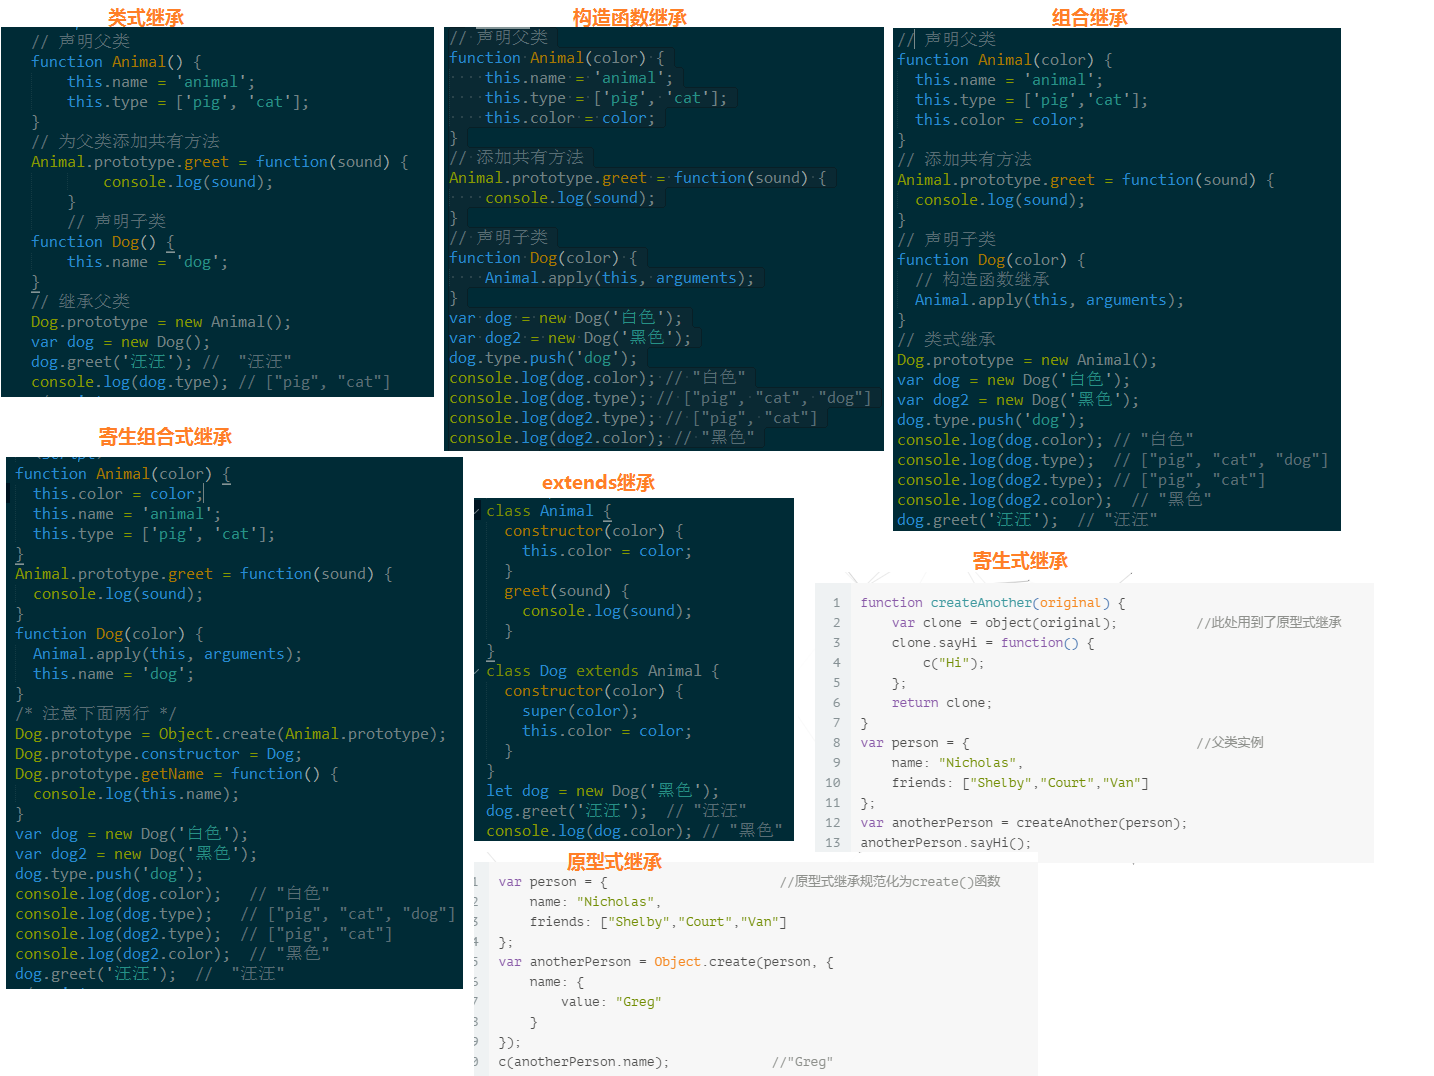 类式继承
// 声明父类
function Animal() {
    this.name = 'animal';
    this.type = ['pig', 'cat'];
}
// 为父类添加共有方法
Animal.prototype.greet = function(sound) {
        console.log(sound);
    }
    // 声明子类
function Dog() {
    this.name = 'dog';
}
// 继承父类
Dog.prototype = new Animal();
var dog = new Dog();
dog.greet('汪汪'); //  "汪汪"
console.log(dog.type); // ["pig", "cat"]
构造函数继承
// 声明父类
function Animal(color) {
    this.name = 'animal';
    this.type = ['pig', 'cat'];
    this.color = color;
}
// 添加共有方法
Animal.prototype.greet = function(sound) {
    console.log(sound);
}
// 声明子类
function Dog(color) {
    Animal.apply(this, arguments);
}
var dog = new Dog('白色');
var dog2 = new Dog('黑色');
dog.type.push('dog');
console.log(dog.color); // "白色"
console.log(dog.type); // ["pig", "cat", "dog"]
console.log(dog2.type); // ["pig", "cat"]
console.log(dog2.color); // "黑色"
组合继承
// 声明父类
function Animal(color) {
  this.name = 'animal';
  this.type = ['pig','cat'];
  this.color = color;
}
// 添加共有方法
Animal.prototype.greet = function(sound) {
  console.log(sound);
}
// 声明子类
function Dog(color) {
  // 构造函数继承
  Animal.apply(this, arguments);
}
// 类式继承
Dog.prototype = new Animal();
var dog = new Dog('白色');
var dog2 = new Dog('黑色');
dog.type.push('dog');
console.log(dog.color); // "白色"
console.log(dog.type);  // ["pig", "cat", "dog"]
console.log(dog2.type); // ["pig", "cat"]
console.log(dog2.color);  // "黑色"
dog.greet('汪汪');  // "汪汪"
寄生组合式继承
function Animal(color) {
  this.color = color;
  this.name = 'animal';
  this.type = ['pig', 'cat'];
}
Animal.prototype.greet = function(sound) {
  console.log(sound);
}
function Dog(color) {
  Animal.apply(this, arguments);
  this.name = 'dog';
}
/* 注意下面两行 */
Dog.prototype = Object.create(Animal.prototype);
Dog.prototype.constructor = Dog;
Dog.prototype.getName = function() {
  console.log(this.name);
}
var dog = new Dog('白色');
var dog2 = new Dog('黑色');
dog.type.push('dog');
console.log(dog.color);   // "白色"
console.log(dog.type);   // ["pig", "cat", "dog"]
console.log(dog2.type);  // ["pig", "cat"]
console.log(dog2.color);  // "黑色"
dog.greet('汪汪');  //  "汪汪"
extends继承
class Animal {
  constructor(color) {
    this.color = color;
  }
  greet(sound) {
    console.log(sound);
  }
}
class Dog extends Animal {
  constructor(color) {
    super(color);
    this.color = color;
  }
}
let dog = new Dog('黑色');
dog.greet('汪汪');  // "汪汪"
console.log(dog.color); // "黑色"
寄生式继承
1 function createAnother(original) {
2     var clone = object(original);          //此处用到了原型式继承
3     clone.sayHi = function() {
4         c("Hi");
5     };
6     return clone;
7 }
8 var person = {                             //父类实例
9     name: "Nicholas",
10     friends: ["Shelby","Court","Van"]
11 };
12 var anotherPerson = createAnother(person);
13 anotherPerson.sayHi();
原型式继承
1 var person = {                      //原型式继承规范化为create()函数
2     name: "Nicholas",
3     friends: ["Shelby","Court","Van"]
4 };
5 var anotherPerson = Object.create(person, {
6     name: {
7         value: "Greg"
8     }
9 });
0 c(anotherPerson.name);             //"Greg"